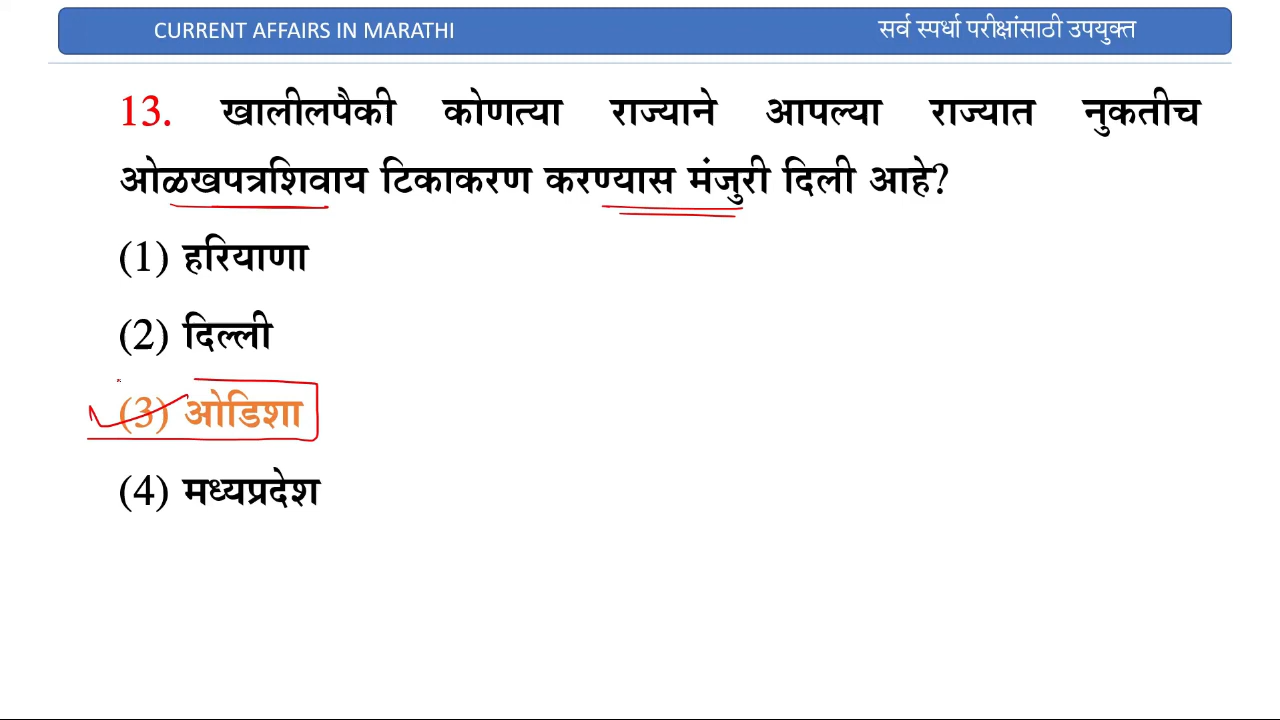 CURRENT AFFAIRS IN MARATHI
सर्व स्पर्धा परीक्षांसाठी उपयुक्त
13. खालीलपैकी कोणत्या राज्याने आपल्या राज्यात नुकतीच
ओळखपत्रशिवाय टिकाकरण करण्यास मंजुरी दिली आहे?
(1) हरियाणा
(2) दिल्ली
(3) ओडिशा
(4) मध्यप्रदेश